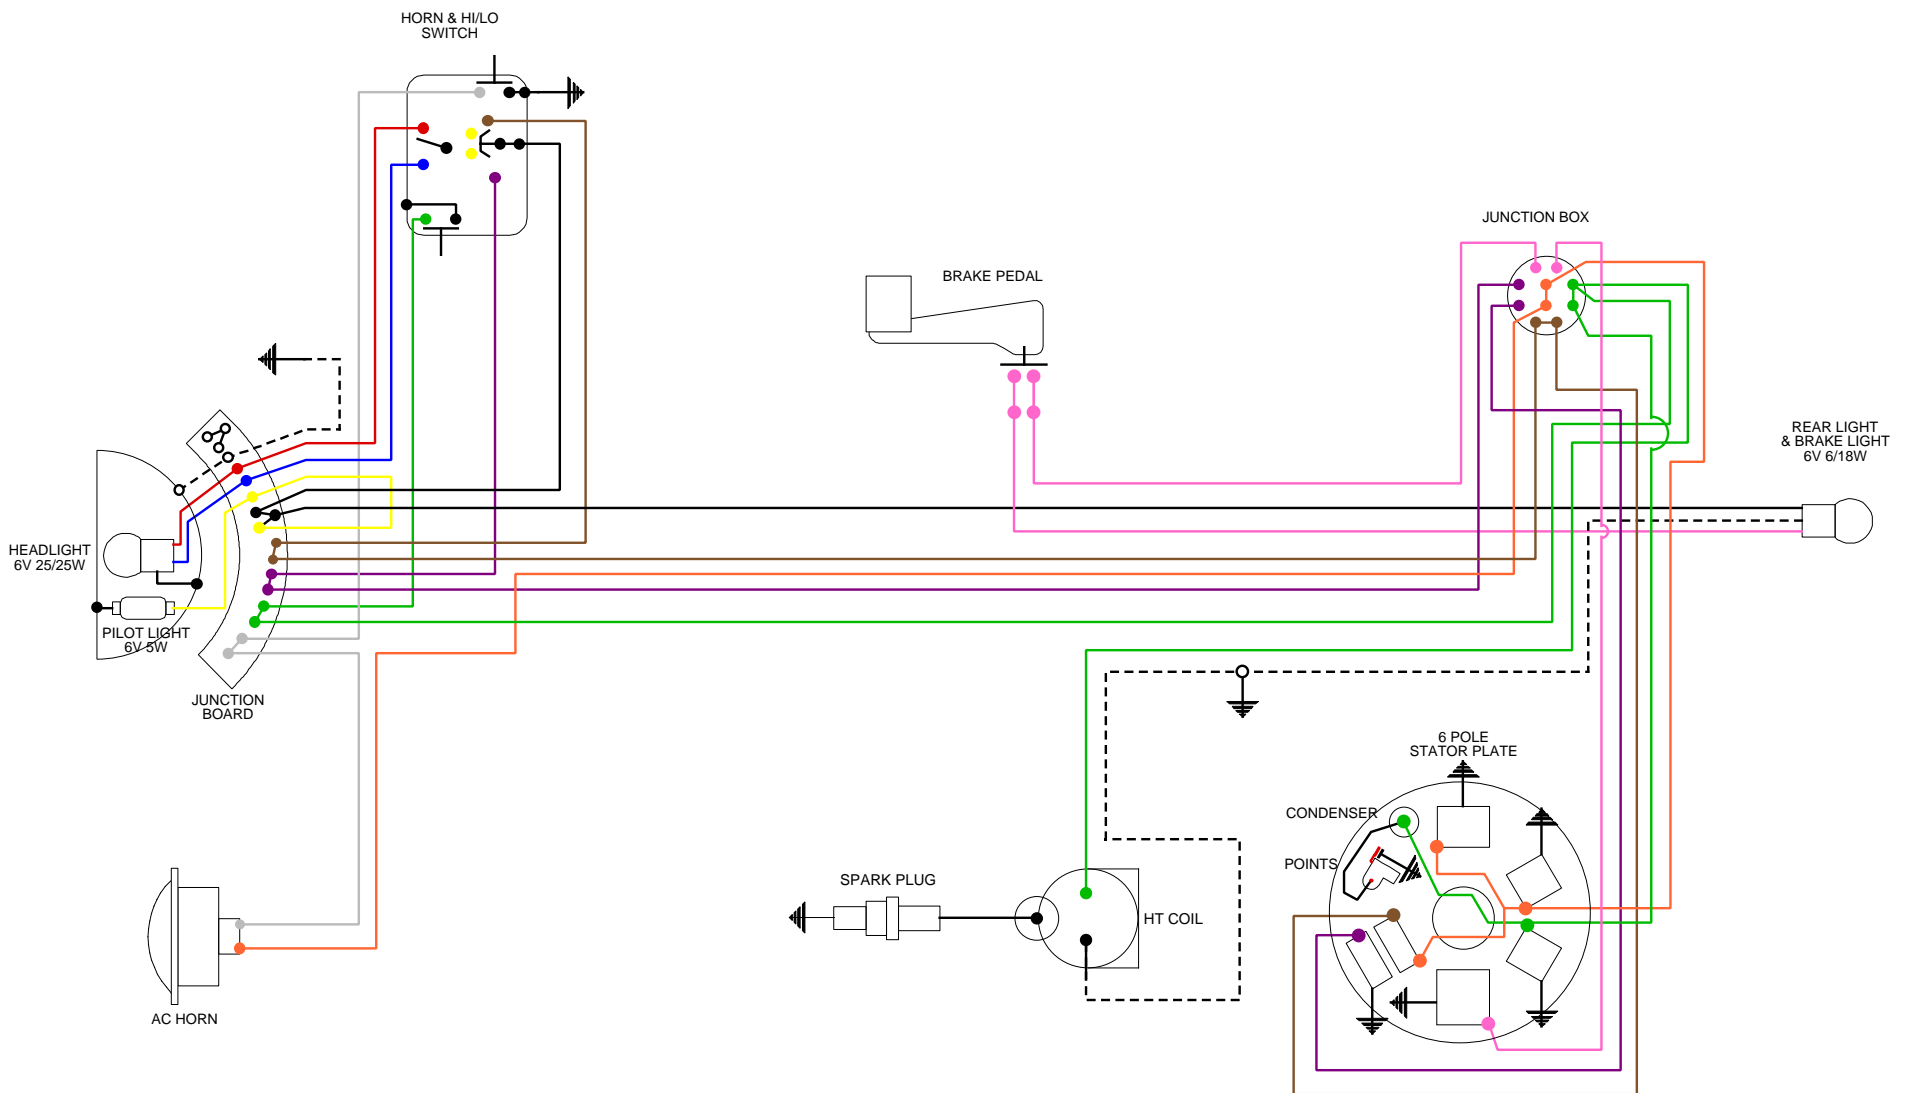 HORN & HI/LO
SWITCH
JUNCTION BOX
BRAKE PEDAL
REAR LIGHT
& BRAKE LIGHT
6V 6/18W
HEADLIGHT
6V 25/25W
PILOT LIGHT
6V 5W
JUNCTION
BOARD
6 POLE
STATOR PLATE
CONDENSER
POINTS
SPARK PLUG
HT COIL
AC HORN